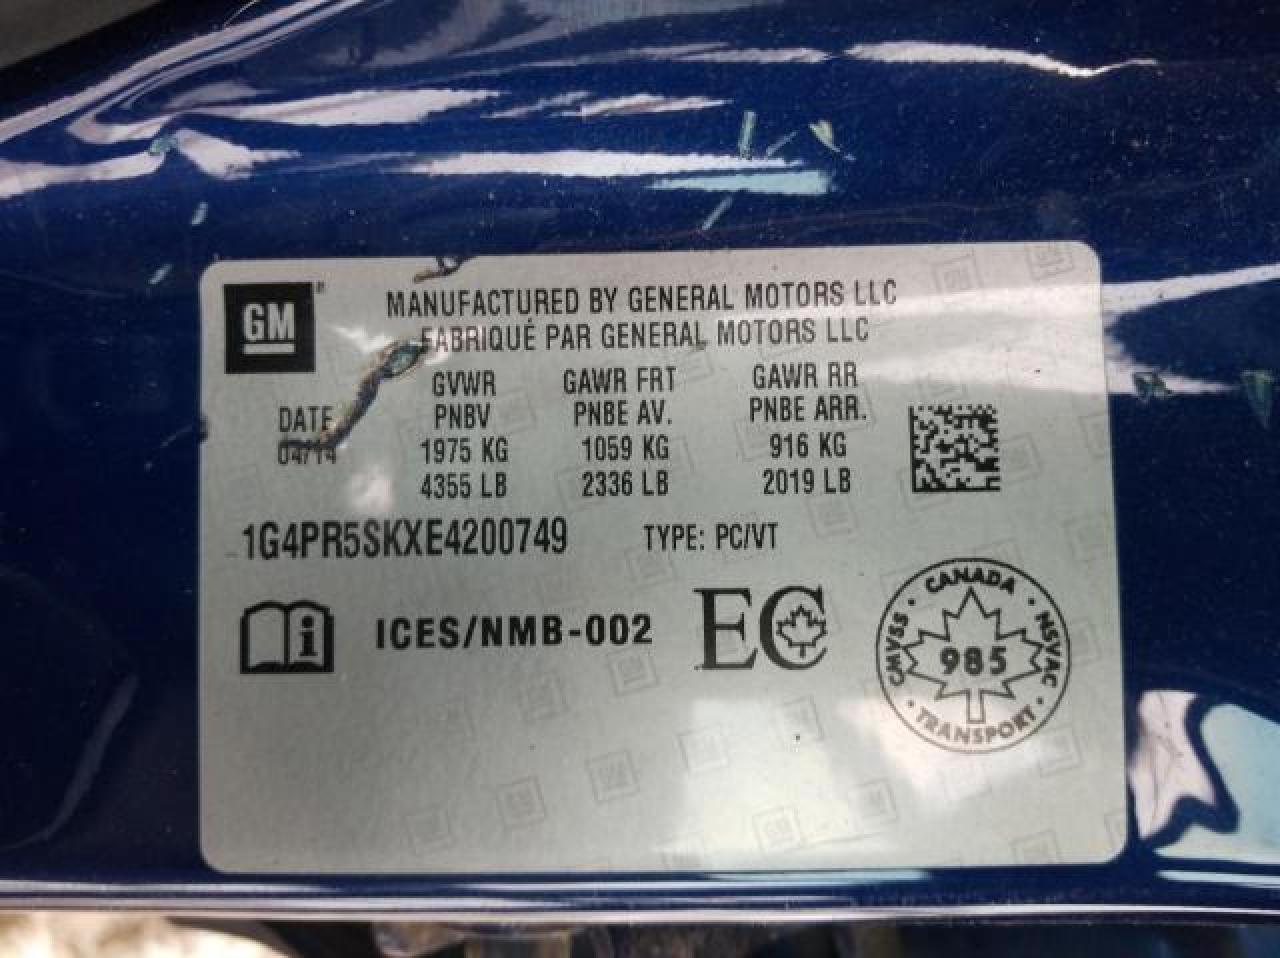 GM
MANUFACTURED BY GENERAL MOTORS LLC
FABRIQUÉ PAR GENERAL MOTORS LLC
DATE GVWR GAWR FRT GAWR RR
04/14 PNBV PNBE AV. PNBE ARR.
1975 KG 1059 KG 916 KG
4355 LB 2336 LB 2019 LB
1G4PR5SKXE4200749 TYPE: PC/VT
i ICES/NMB-002 EC
CANADA
CMVSS 985 NSVAC
TRANSPORT